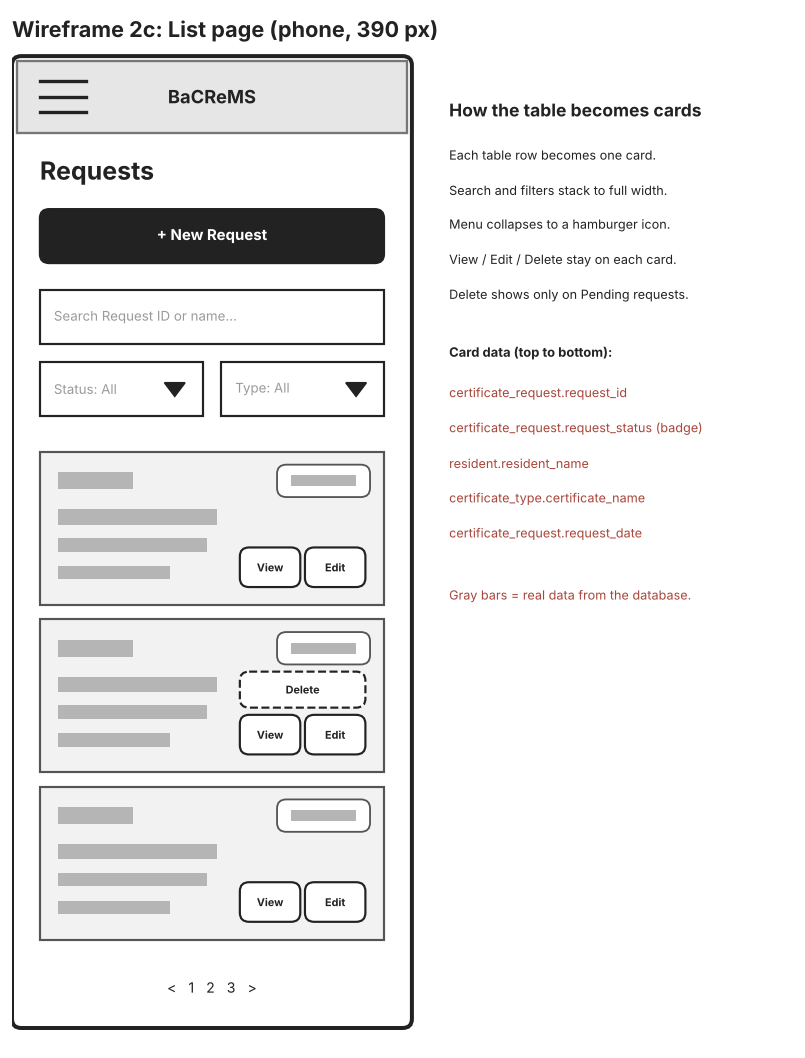 Wireframe 2c: List page (phone, 390 px)
BaCReMS
Requests
+ New Request
Search Request ID or name...
Status: All
Type: All
View
Edit
Delete
View
Edit
View
Edit
< 1 2 3 >
How the table becomes cards
Each table row becomes one card.
Search and filters stack to full width.
Menu collapses to a hamburger icon.
View / Edit / Delete stay on each card.
Delete shows only on Pending requests.
Card data (top to bottom):
certificate_request.request_id
certificate_request.request_status (badge)
resident.resident_name
certificate_type.certificate_name
certificate_request.request_date
Gray bars = real data from the database.